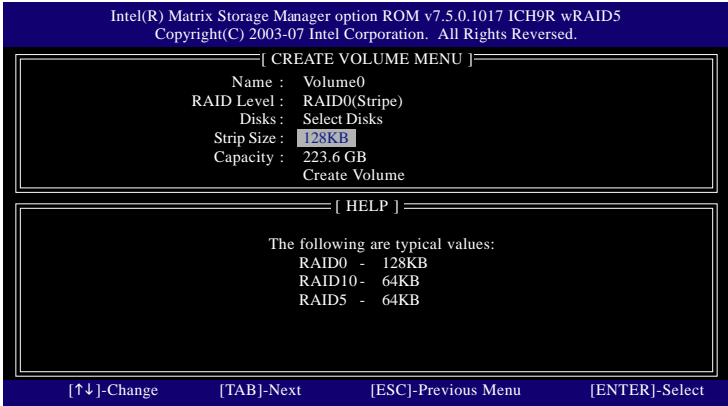 Intel(R) Matrix Storage Manager option ROM v7.5.0.1017 ICH9R wRAID5
Copyright(C) 2003-07 Intel Corporation. All Rights Reserved.
[ CREATE VOLUME MENU ]
Name : Volume0
RAID Level : RAID0(Stripe)
Disks : Select Disks
Strip Size : 128KB
Capacity : 223.6 GB
Create Volume
[ HELP ]
The following are typical values:
RAID0 - 128KB
RAID10 - 64KB
RAID5 - 64KB
[↑↓]-Change [TAB]-Next [ESC]-Previous Menu [ENTER]-Select